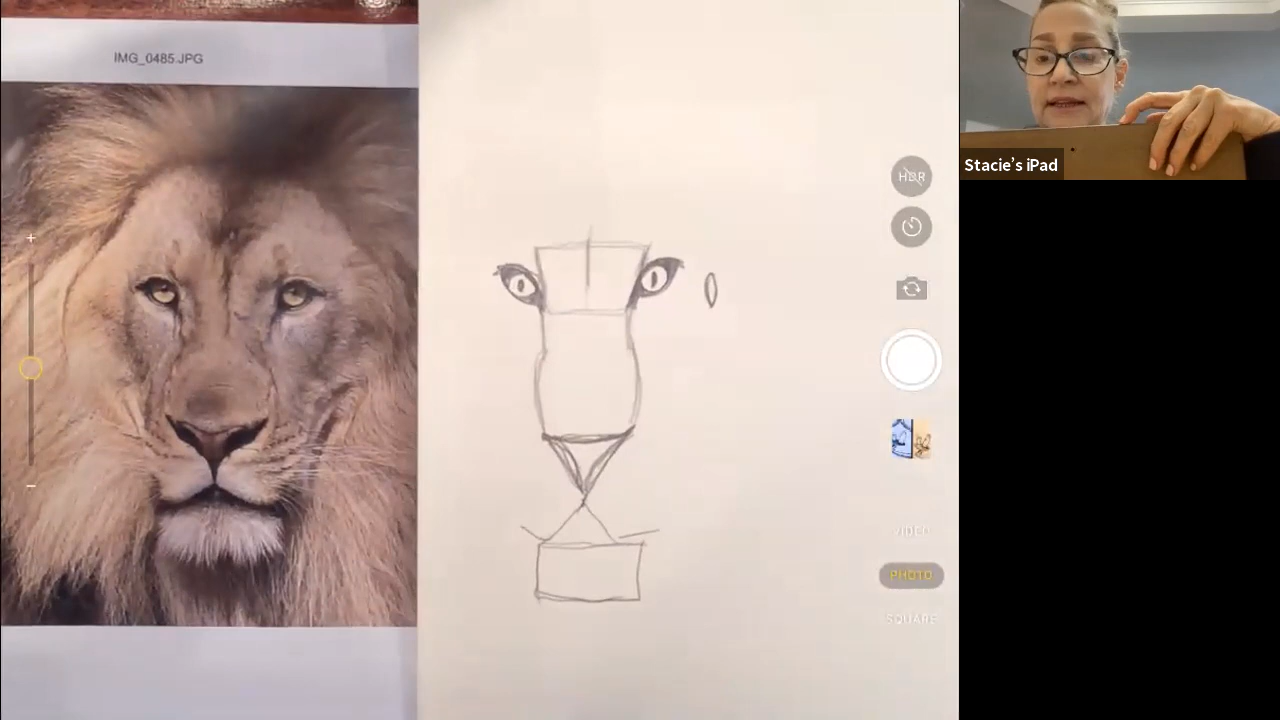 IMG_0485.JPG
Stacie's iPad
HDR
VIDEO
PHOTO
SQUARE